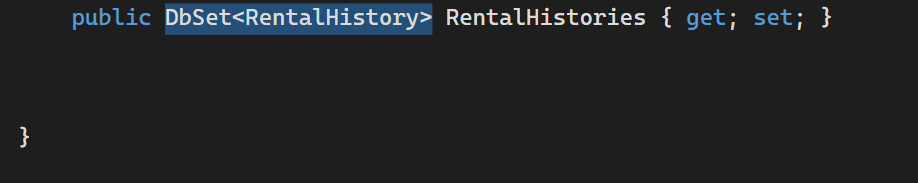 public DbSet<RentalHistory> RentalHistories { get; set; }
}